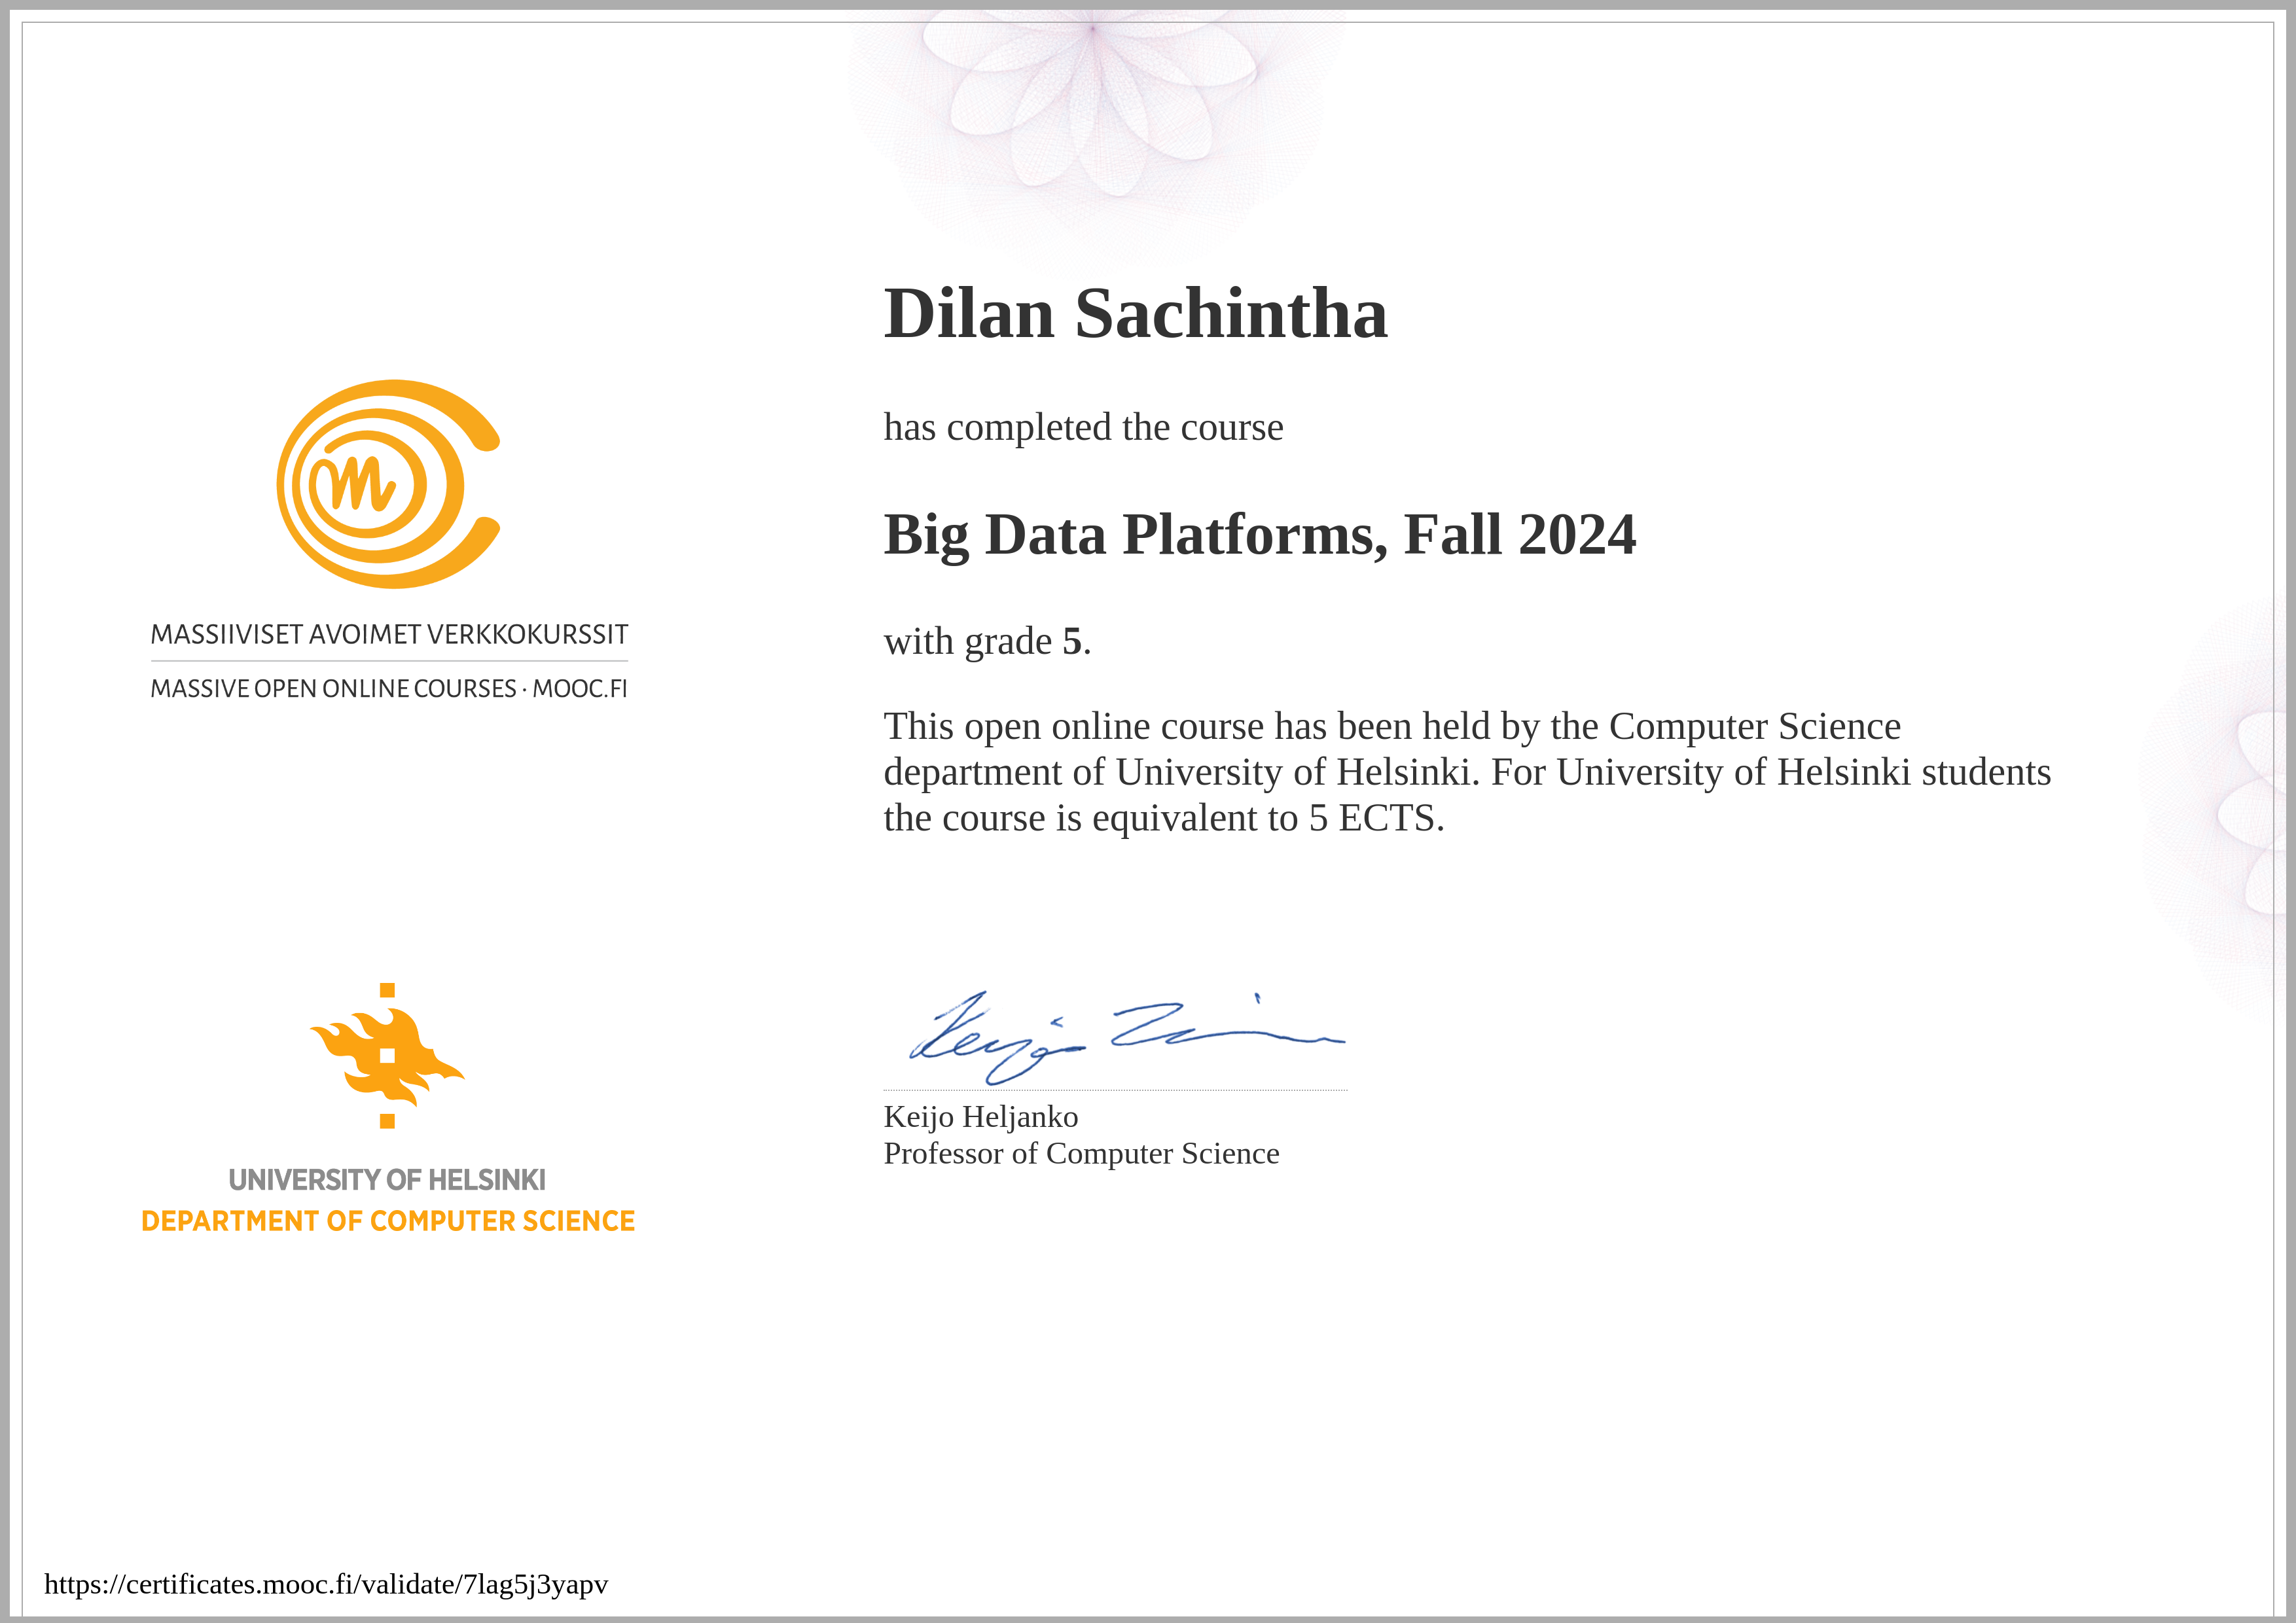 Dilan Sachintha
has completed the course
Big Data Platforms, Fall 2024
with grade 5.
This open online course has been held by the Computer Science
department of University of Helsinki. For University of Helsinki students
the course is equivalent to 5 ECTS.
MASSIIVISET AVOIMET VERKKOKURSSIT
MASSIVE OPEN ONLINE COURSES · MOOC.FI
Keijo Heljanko
Professor of Computer Science
UNIVERSITY OF HELSINKI
DEPARTMENT OF COMPUTER SCIENCE
https://certificates.mooc.fi/validate/7lag5j3yapv